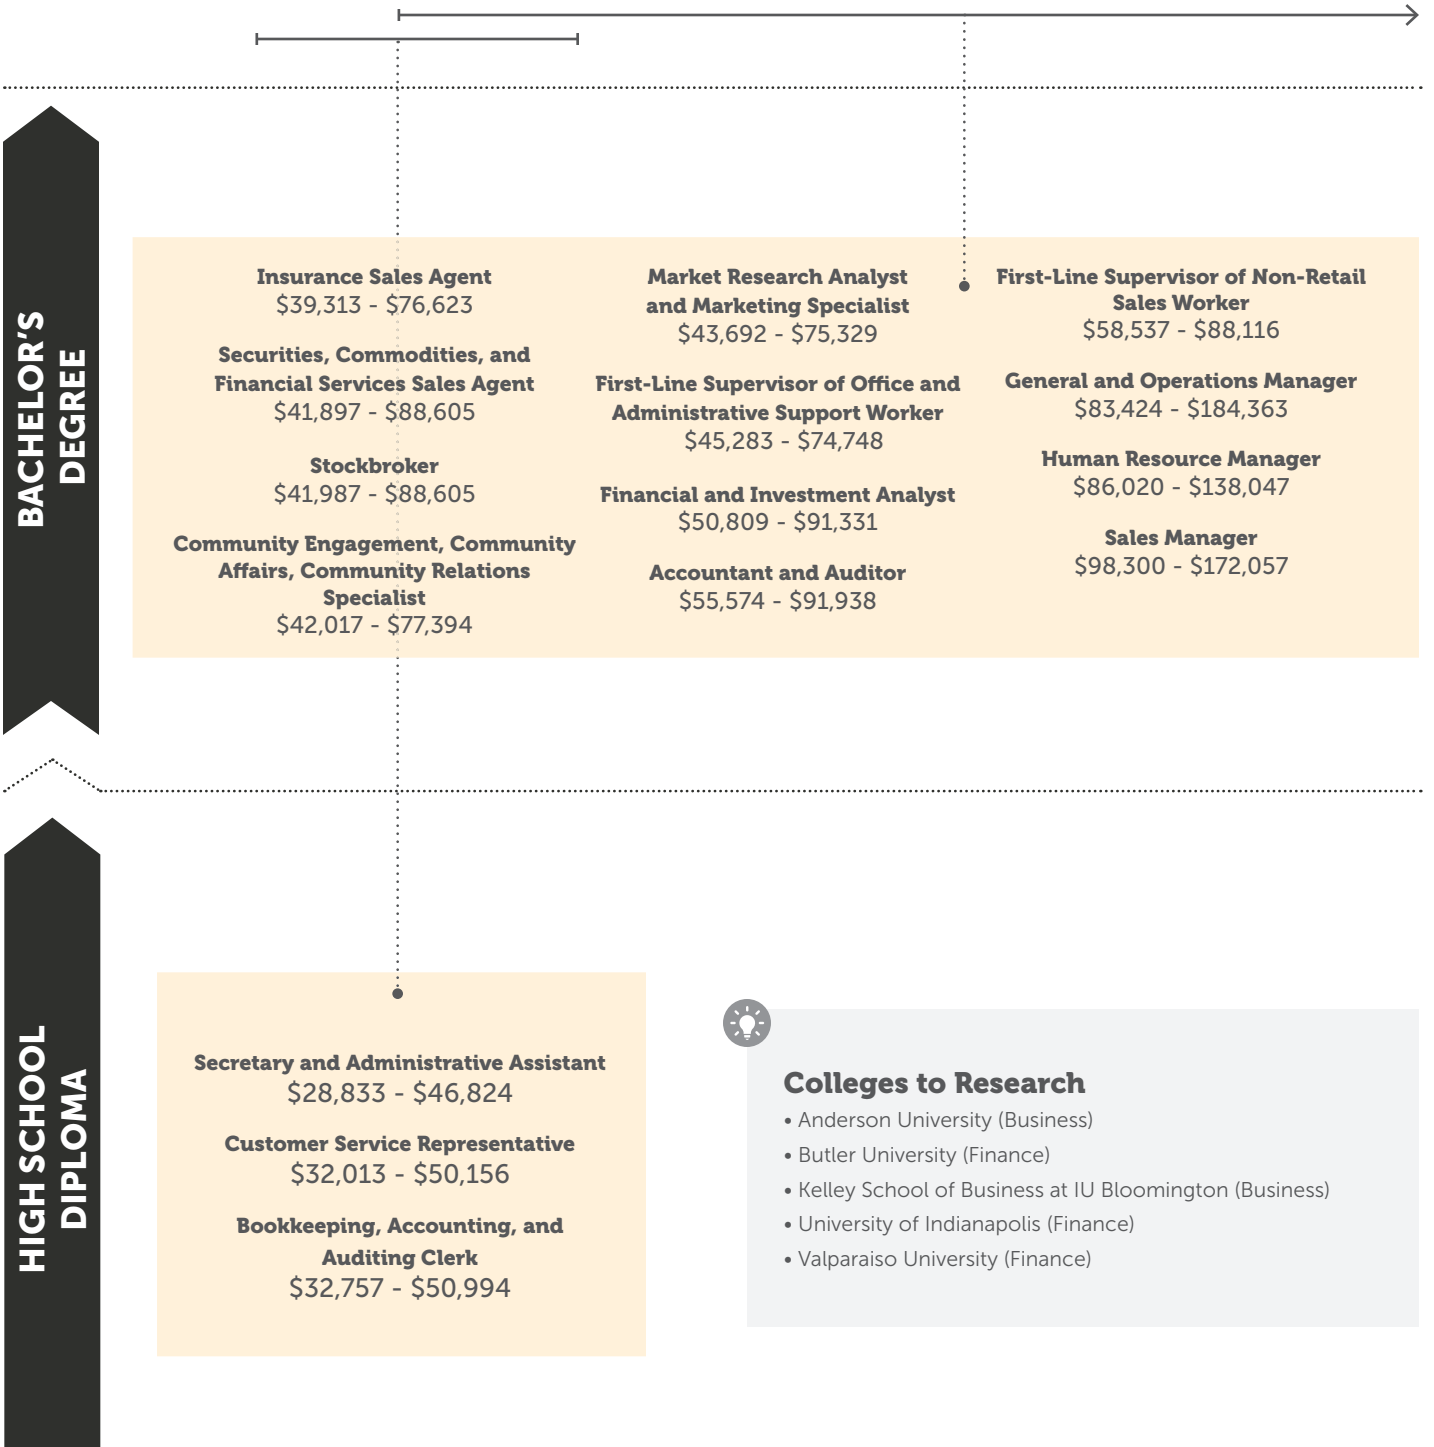 BACHELOR'S
DEGREE
Insurance Sales Agent
$39,313 - $76,623
Securities, Commodities, and
Financial Services Sales Agent
$41,897 - $88,605
Stockbroker
$41,987 - $88,605
Community Engagement, Community
Affairs, Community Relations
Specialist
$42,017 - $77,394
Market Research Analyst
and Marketing Specialist
$43,692 - $75,329
First-Line Supervisor of Office and
Administrative Support Worker
$45,283 - $74,748
Financial and Investment Analyst
$50,809 - $91,331
Accountant and Auditor
$55,574 - $91,938
First-Line Supervisor of Non-Retail
Sales Worker
$58,537 - $88,116
General and Operations Manager
$83,424 - $184,363
Human Resource Manager
$86,020 - $138,047
Sales Manager
$98,300 - $172,057
HIGH SCHOOL
DIPLOMA
Secretary and Administrative Assistant
$28,833 - $46,824
Customer Service Representative
$32,013 - $50,156
Bookkeeping, Accounting, and
Auditing Clerk
$32,757 - $50,994
Colleges to Research
• Anderson University (Business)
• Butler University (Finance)
• Kelley School of Business at IU Bloomington (Business)
• University of Indianapolis (Finance)
• Valparaiso University (Finance)